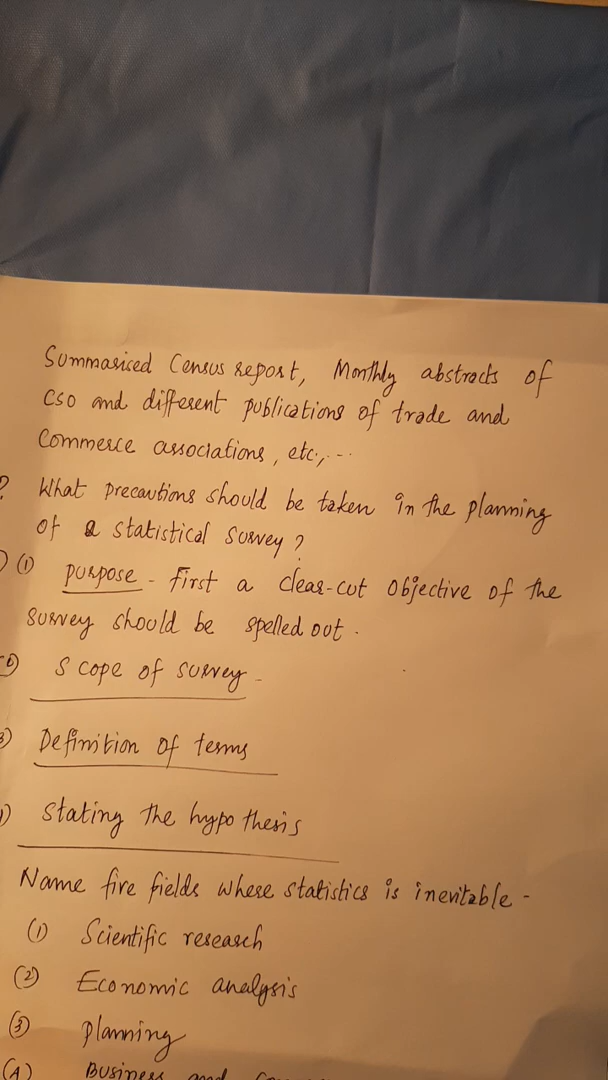 Summarised Census report, Monthly abstracts of
CSO and different publications of trade and
Commerce associations, etc.,...
? What precautions should be taken in the planning
of a statistical survey?
(1) purpose - First a clear-cut objective of the
survey should be spelled out.
Scope of survey -
3) Definition of terms
) Stating the hypothesis
Name five fields where statistics is inevitable -
(1) Scientific research
(2) Economic analysis
(3) planning
(4) Business and